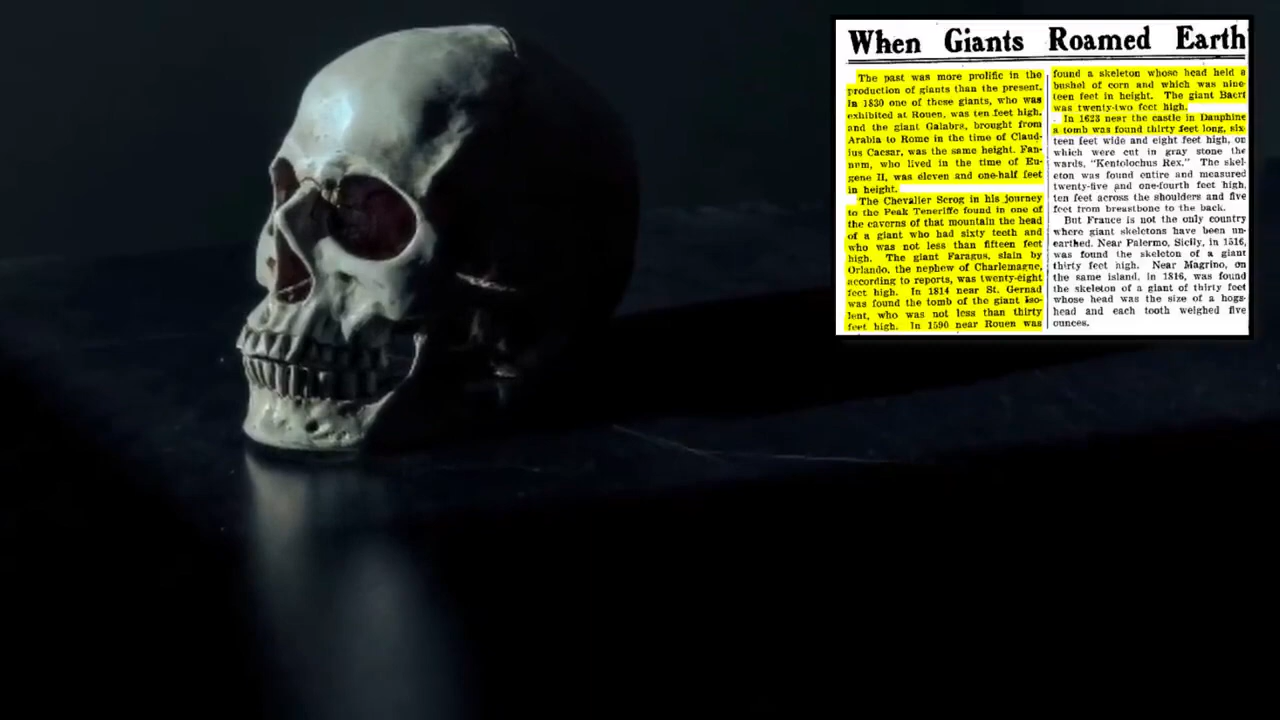 When Giants Roamed Earth
The past was more prolific in the
production of giants than the present.
In 1830 one of these giants, who was
exhibited at Rouen, was ten feet high,
and the giant Galabra, brought from
Arabia to Rome in the time of Claud-
ius Caesar, was the same height. Fan-
num, who lived in the time of Eu-
gene II, was eleven and one-half feet
in height.
The Chevalier Scrog in his journey
to the Peak Teneriffe found in one of
the caverns of that mountain the head
of a giant who had sixty teeth and
who was not less than fifteen feet
high. The giant Faragus, slain by
Orlando, the nephew of Charlemagne,
according to reports, was twenty-eight
feet high. In 1814 near St. Gernad
was found the tomb of the giant Iso-
lent, who was not less than thirty
feet high. In 1590 near Rouen was
found a skeleton whose head held a
bushel of corn and which was nine-
teen feet in height. The giant Bacrt
was twenty-two feet high.
In 1623 near the castle in Dauphine
a tomb was found thirty feet long, six-
teen feet wide and eight feet high, on
which were cut in gray stone the
wards, "Kentolochus Rex." The skel-
eton was found entire and measured
twenty-five and one-fourth feet high,
ten feet across the shoulders and five
feet from breastbone to the back.
But France is not the only country
where giant skeletons have been un-
earthed. Near Palermo, Sicily, in 1516,
was found the skeleton of a giant
thirty feet high. Near Magrino, on
the same island, in 1816, was found
the skeleton of a giant of thirty feet
whose head was the size of a hogs-
head and each tooth weighed five
ounces.